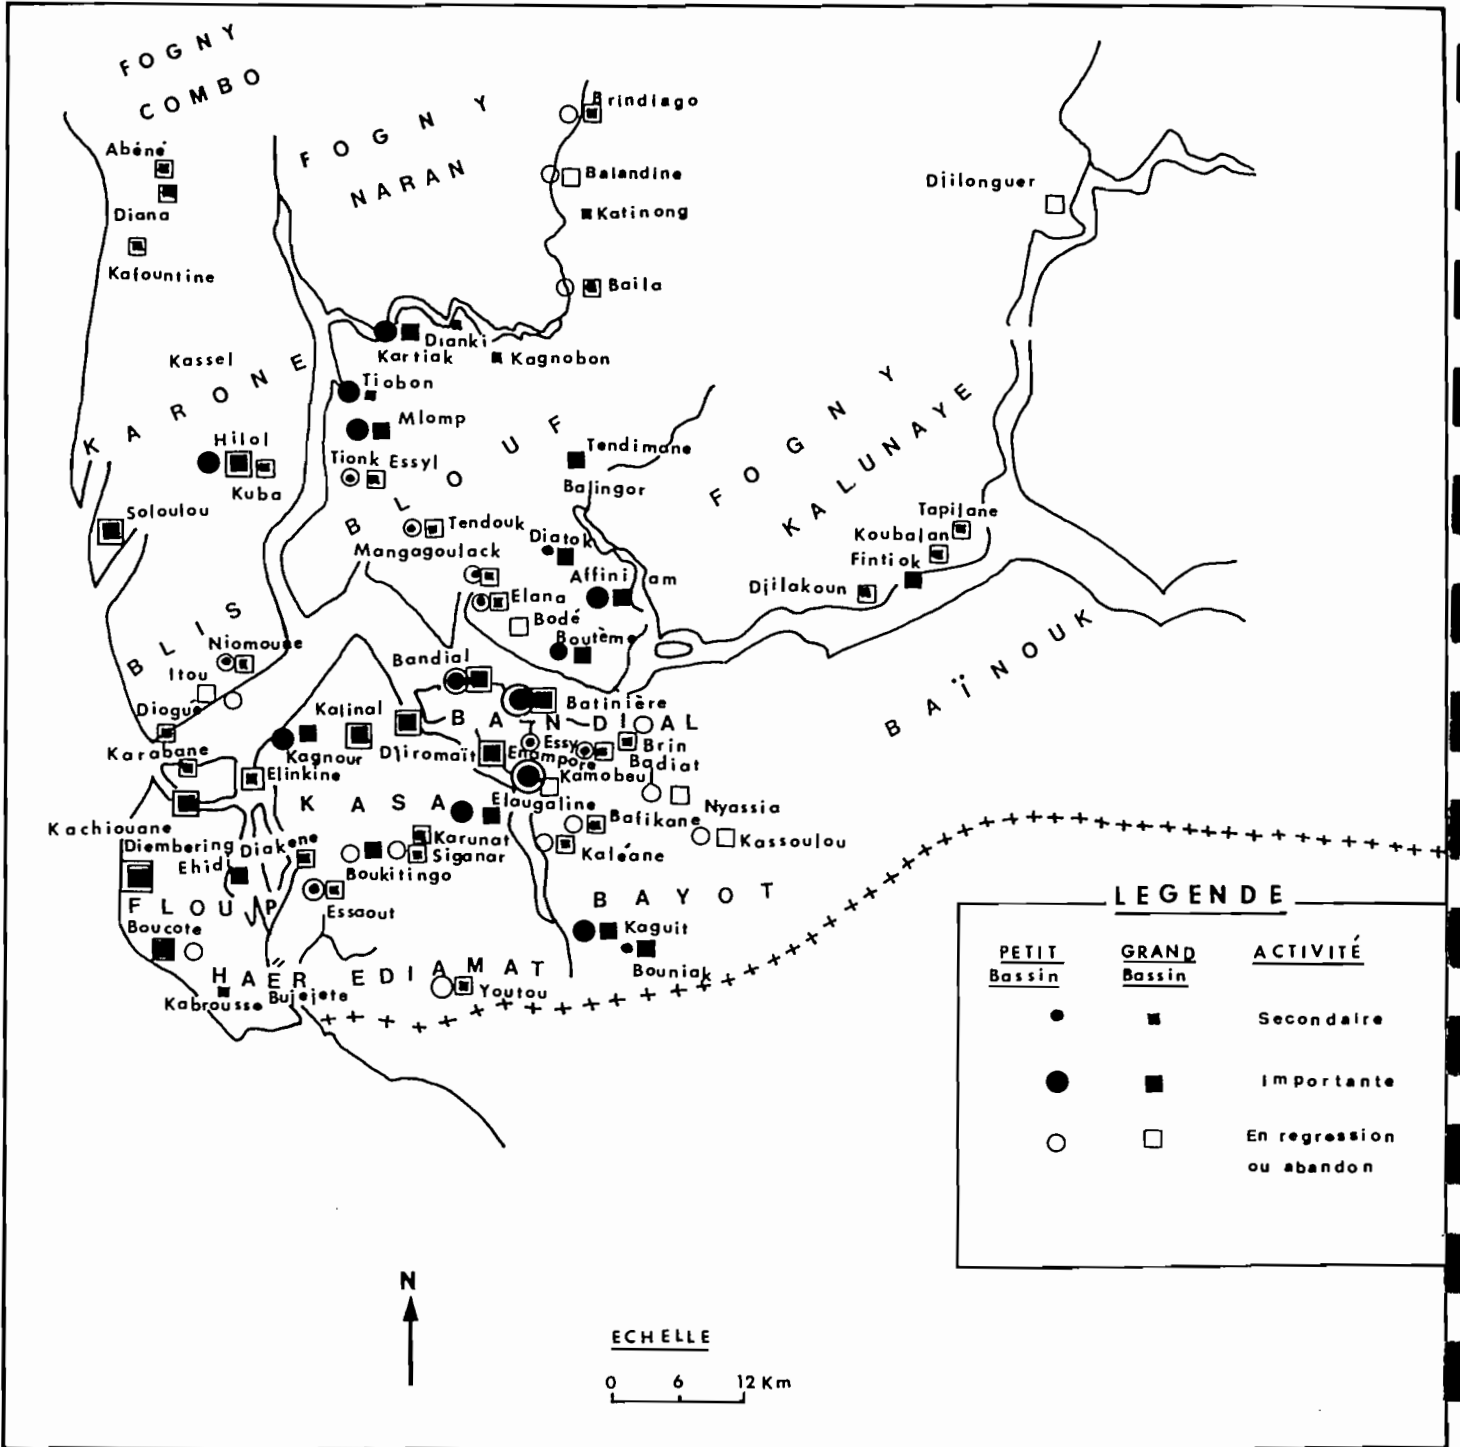 FOGNY
COMBO
FOGNY
NARAN
Brindiago
Abéné
Balandine
Djilonguer
Diana
Katinong
Kafountine
Baila
Dianki
Kartiak
Kagnobon
Kassel
KARONE
Tiobon
FOGNY
KALUNAYE
Mlomp
BLOUF
Hilol
Tendimane
Tionk Essyl
Kuba
Balingor
Soloulou
Tendouk
Tapilane
Diatok
Koubalan
Mangagoulack
Fintiok
Affiniam
Djilakoun
Elana
Bodé
BLIS
Boutème
BAÏNOUK
Niomoune
Bandial
Itou
Diogué
Kalinal
Batinière
BANDIAL
Karabane
Kagnour
Djiromaït
Essyl
Enampore
Brin
Badiat
Elinkine
Kamobeul
KASA
Elaugaline
Nyassia
Kachiouane
Bafikane
Diembering
Diakene
Karunat
Kassoulou
Ehidj
Siganar
Kaléane
Boukitingo
FLOUP
Essaout
BAYOT
LEGENDE
Boucote
Kaguit
PETIT
Bassin
GRAND
Bassin
ACTIVITÉ
HAËR
EDIAMAT
Bouniak
Kabrousse
Bujejete
Youtou
Secondaire
Importante
En regression
ou abandon
N
ECHELLE
0 6 12 Km